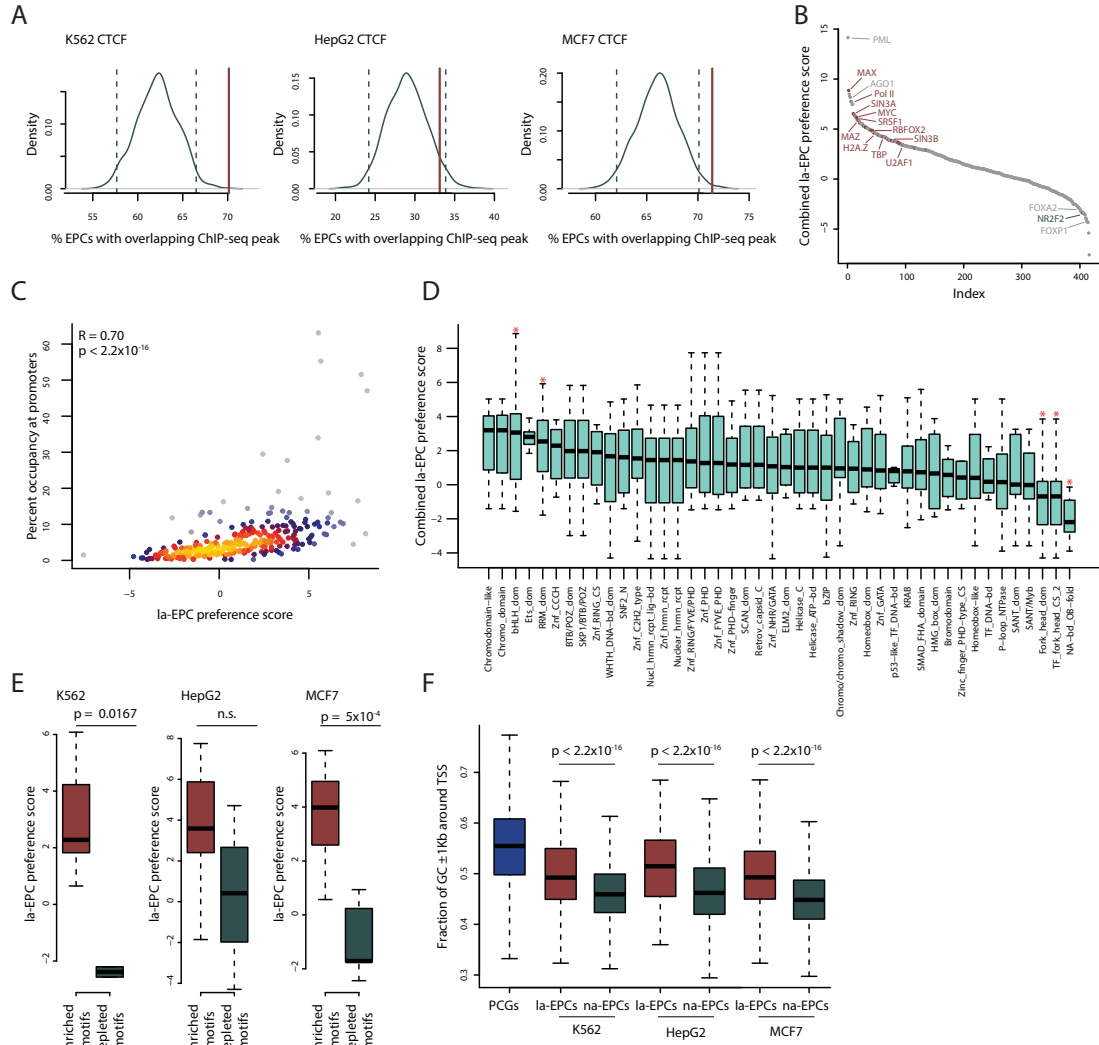 A
K562 CTCF
HepG2 CTCF
MCF7 CTCF
Density
0.00 0.05 0.10 0.15
55 60 65 70
% EPCs with overlapping ChIP-seq peak
Density
0.00 0.05 0.10 0.15
20 25 30 35 40
% EPCs with overlapping ChIP-seq peak
Density
0.00 0.10 0.20
60 65 70 75
% EPCs with overlapping ChIP-seq peak
B
Combined la-EPC preference score
15
10
5
0
−5
PML
MAX
AGO1
Pol II
SIN3A
MYC
SRSF1
RBFOX2
MAZ
SIN3B
H2A.Z
TBP
U2AF1
FOXA2
NR2F2
FOXP1
0 100 200 300 400
Index
C
R = 0.70
p < 2.2x10⁻¹⁶
Percent occupancy at promoters
0 10 20 30 40 50 60
−5 0 5
la-EPC preference score
D
Combined la-EPC preference score
8
6
4
2
0
−2
−4
* * * * *
Chromodomain-like
Chromo_domain
bHLH_dom
Ets_dom
RRM_dom
Znf_CCCH
BTB/POZ_dom
SKP1/BTB/POZ
Znf_RING_CS
WHTH_DNA-bd_dom
SNF2_N
Znf_C2H2_type
Nucl_hrmn_rcpt_lig-bd
Znf_hrmn_rcpt
Nuclear_hrmn_rcpt
Znf_RING/FYVE/PHD
Znf_PHD
Znf_FYVE_PHD
Znf_PHD-finger
SCAN_dom
Retrov_capsid_C
Znf_NHR/GATA
ELM2_dom
Helicase_C
Helicase_ATP-bd
bZIP
Chromo/chromo_shadow_dom
Znf_RING
Homeobox_dom
Znf_GATA
p53-like_TF_DNA-bd
KRAB
SMAD_FHA_domain
HMG_box_dom
Bromodomain
Zinc_finger_PHD-type_CS
Homeobox-like
TF_DNA-bd
P-loop_NTPase
SANT_dom
SANT/Myb
Fork_head_dom
TF_fork_head_CS_2
NA-bd_OB-fold
E
K562
HepG2
MCF7
p = 0.0167
n.s.
p = 5x10⁻⁴
la-EPC preference score
−2 0 2 4 6
la-EPC preference score
−4 −2 0 2 4 6 8
la-EPC preference score
−2 0 2 4 6
nriched
motifs
epleted
motifs
nriched
motifs
epleted
motifs
nriched
motifs
epleted
motifs
F
p < 2.2x10⁻¹⁶
p < 2.2x10⁻¹⁶
p < 2.2x10⁻¹⁶
Fraction of GC ±1Kb around TSS
0.3 0.4 0.5 0.6 0.7
PCGs
la-EPCs na-EPCs
la-EPCs na-EPCs
la-EPCs na-EPCs
K562
HepG2
MCF7